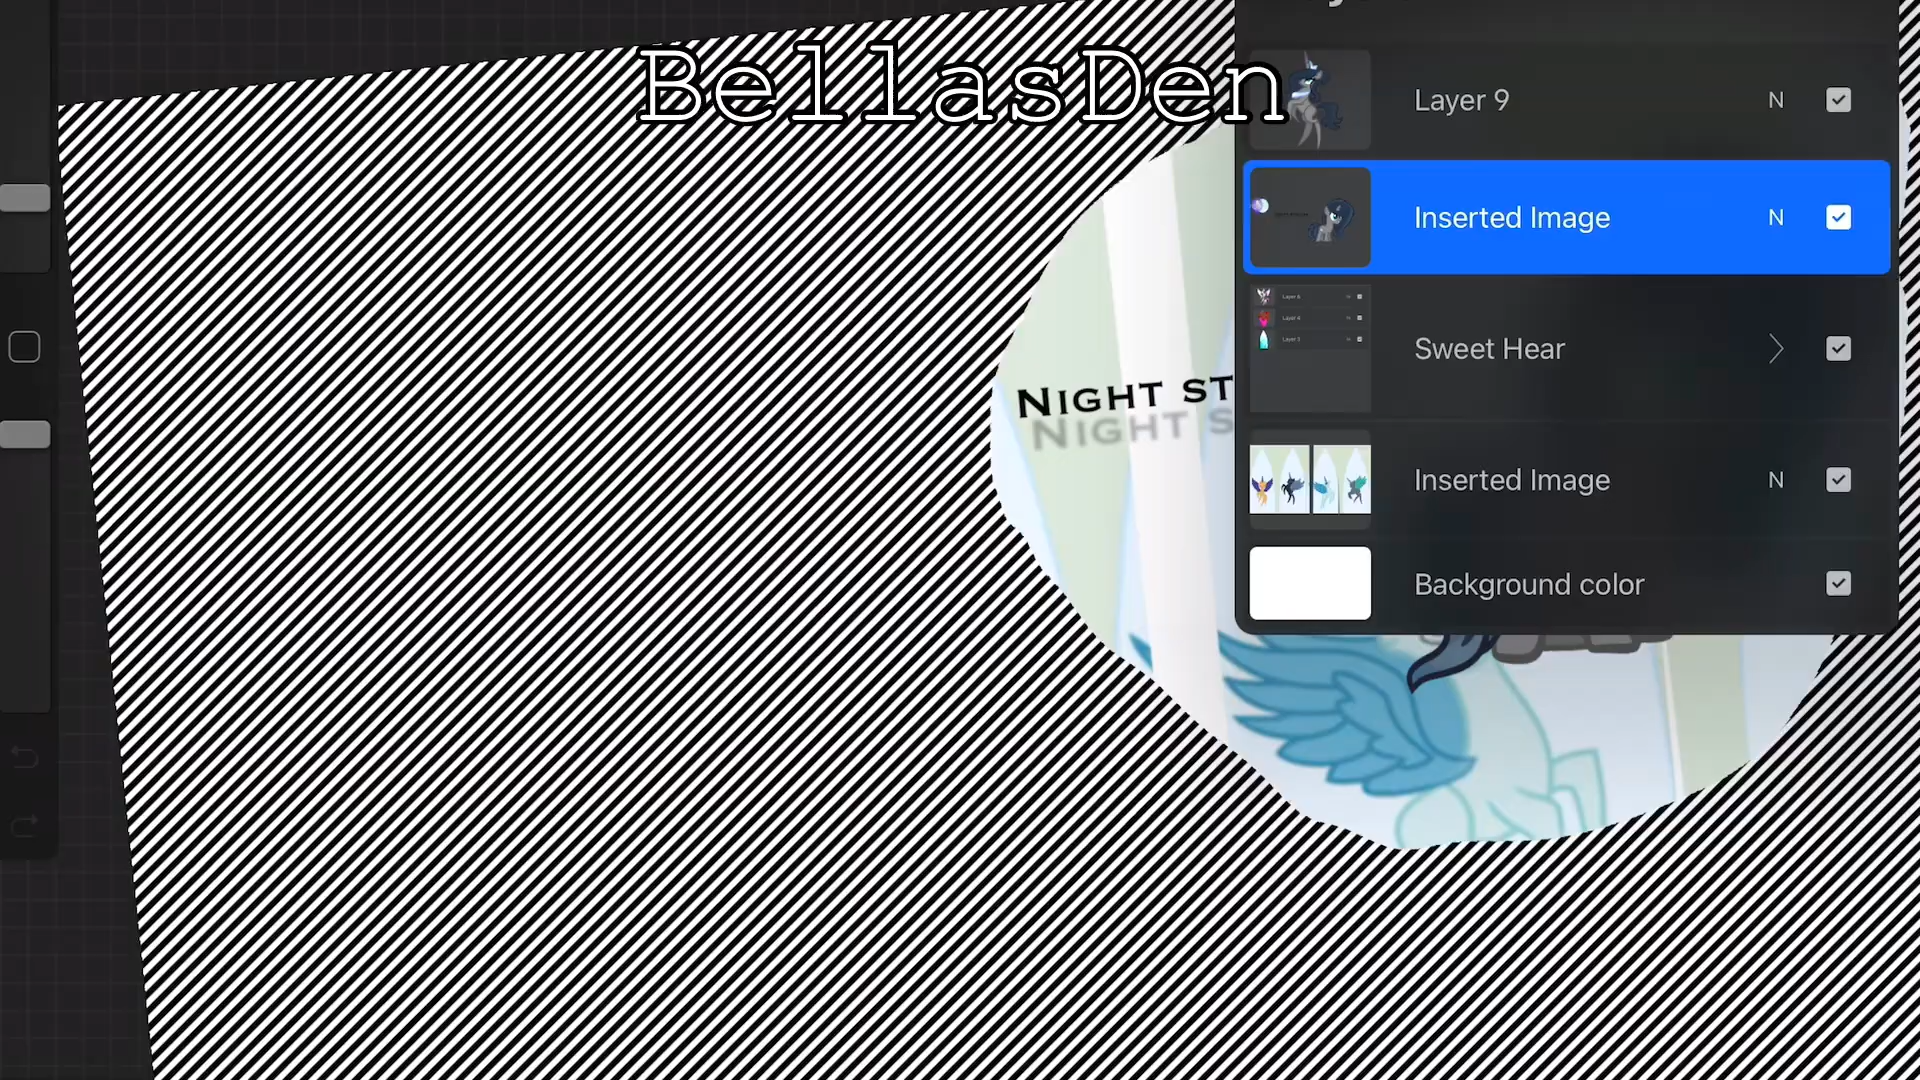 BellasDen
Layer 9 N
Inserted Image N
Sweet Hear
Inserted Image N
Background color
NIGHT ST
NIGHT S